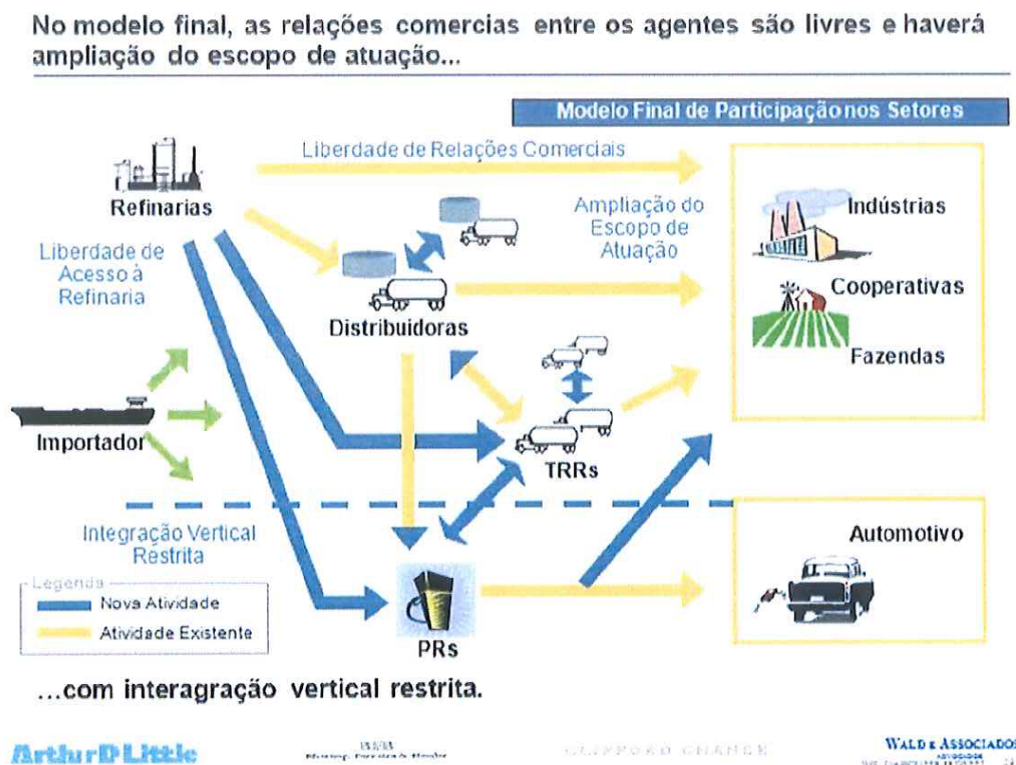 No modelo final, as relações comercias entre os agentes são livres e haverá
ampliação do escopo de atuação...
Modelo Final de Participação nos Setores
Liberdade de Relações Comerciais
Refinarias
Liberdade de
Acesso à
Refinaria
Ampliação do
Escopo de
Atuação
Indústrias
Cooperativas
Fazendas
Distribuidoras
Importador
TRRs
Integração Vertical
Restrita
Automotivo
Legenda
Nova Atividade
Atividade Existente
PRs
...com interagração vertical restrita.
Arthur D Little
CLIFFORD CHANCE
WALD E ASSOCIADOS
ADVOGADOS